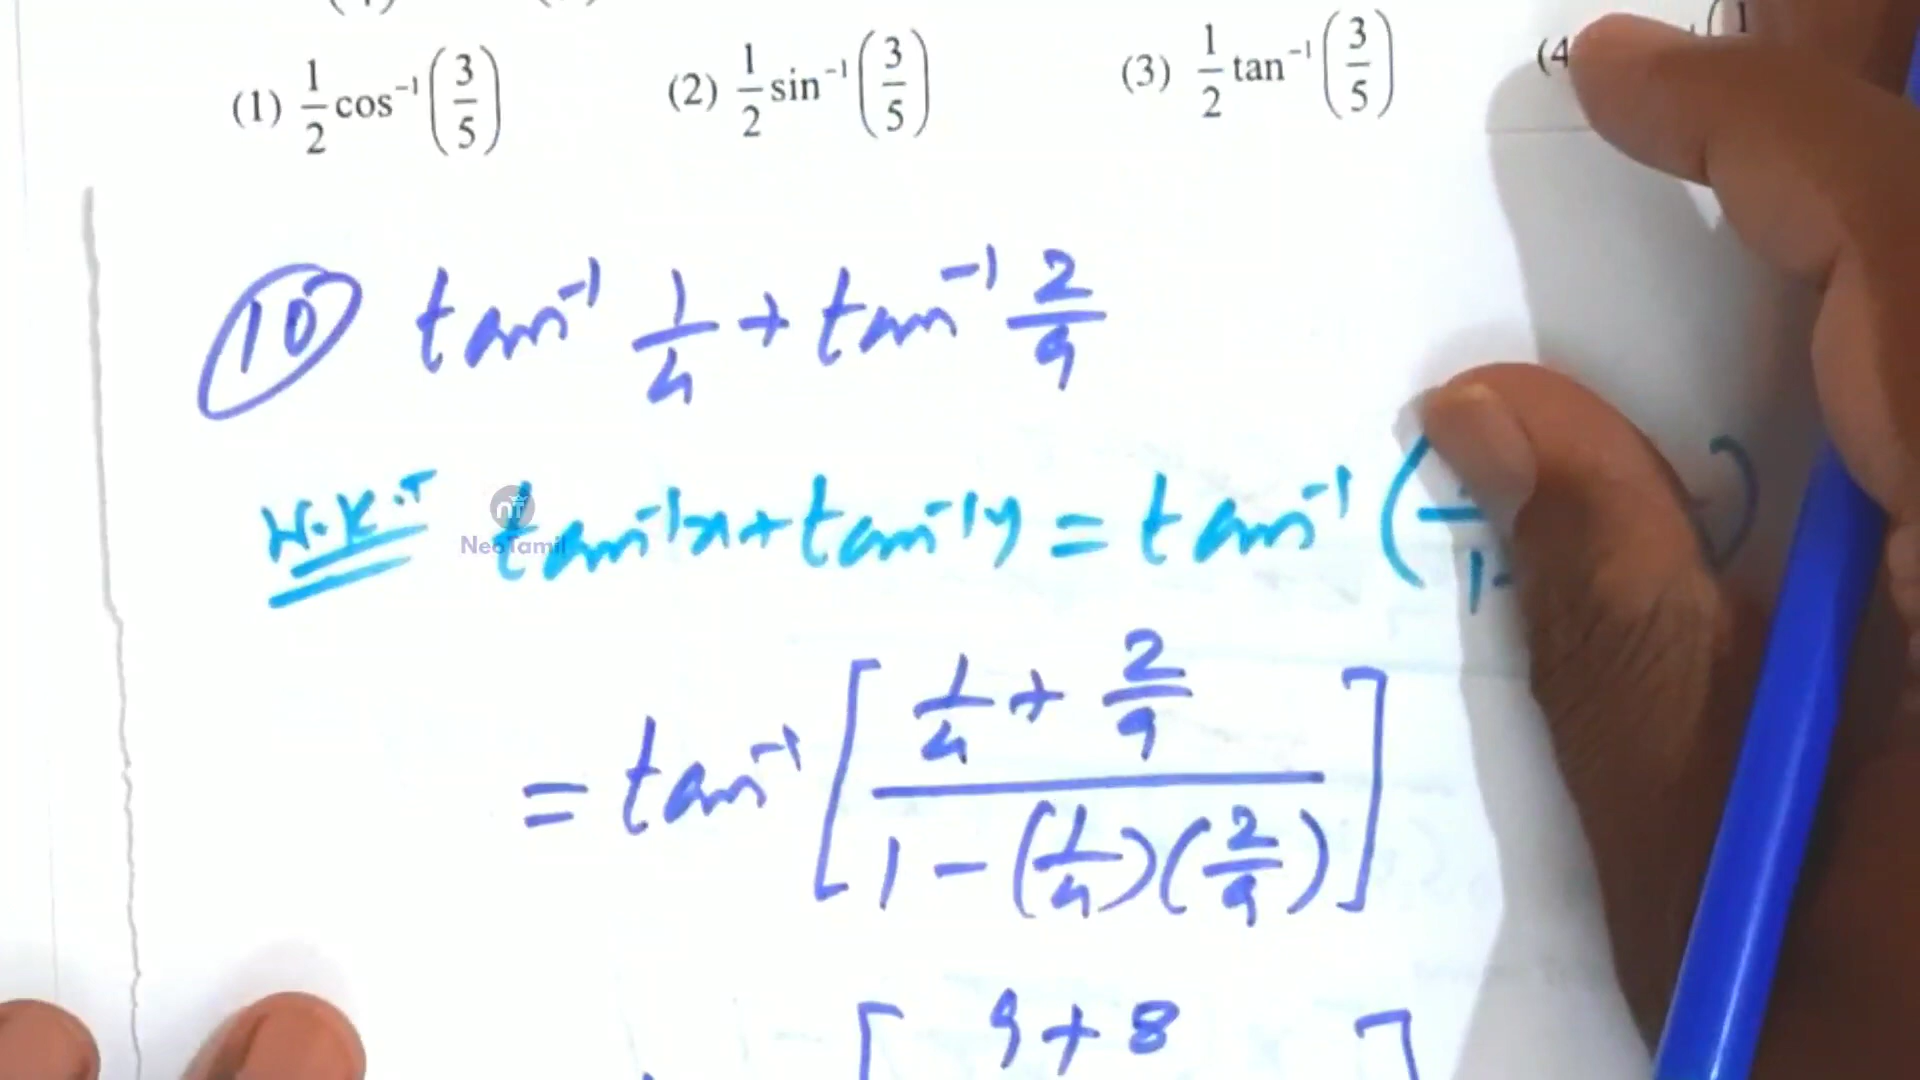 (1) 1/2 cos⁻¹(3/5) (2) 1/2 sin⁻¹(3/5) (3) 1/2 tan⁻¹(3/5) (4
10 tan⁻¹ 1/4 + tan⁻¹ 2/9
W.K.T tan⁻¹x + tan⁻¹y = tan⁻¹ (
NeoTamil
= tan⁻¹ [ (1/4 + 2/9) / (1 - (1/4)(2/9)) ]
[ 9 + 8 ]